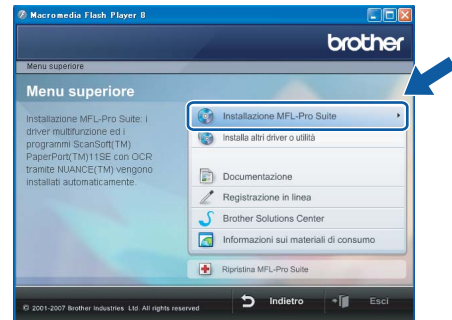 Macromedia Flash Player 8
brother
Menu superiore
Menu superiore
Installazione MFL-Pro Suite: i
driver multifunzione ed i
programmi ScanSoft(TM)
PaperPort(TM)11SE con OCR
tramite NUANCE(TM) vengono
installati automaticamente.
Installazione MFL-Pro Suite
Installa altri driver o utilità
Documentazione
Registrazione in linea
Brother Solutions Center
Informazioni sui materiali di consumo
Ripristina MFL-Pro Suite
© 2001-2007 Brother Industries Ltd. All rights reserved
Indietro
Esci